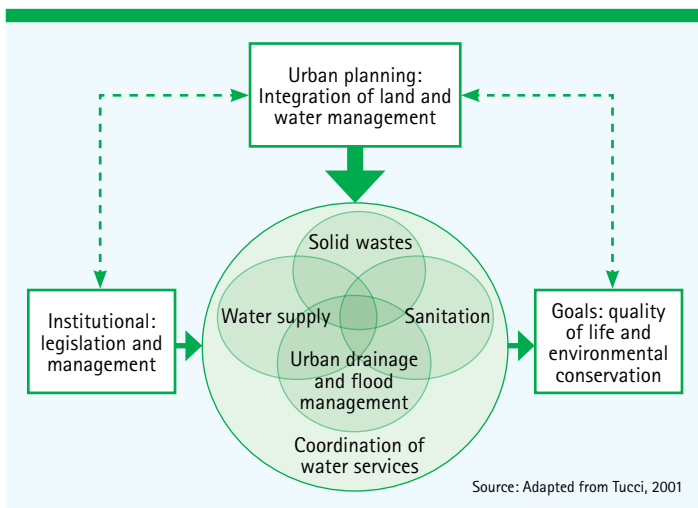 Urban planning:
Integration of land and
water management
Solid wastes
Water supply
Sanitation
Institutional:
legislation and
management
Goals: quality
of life and
environmental
conservation
Urban drainage
and flood
management
Coordination of
water services
Source: Adapted from Tucci, 2001